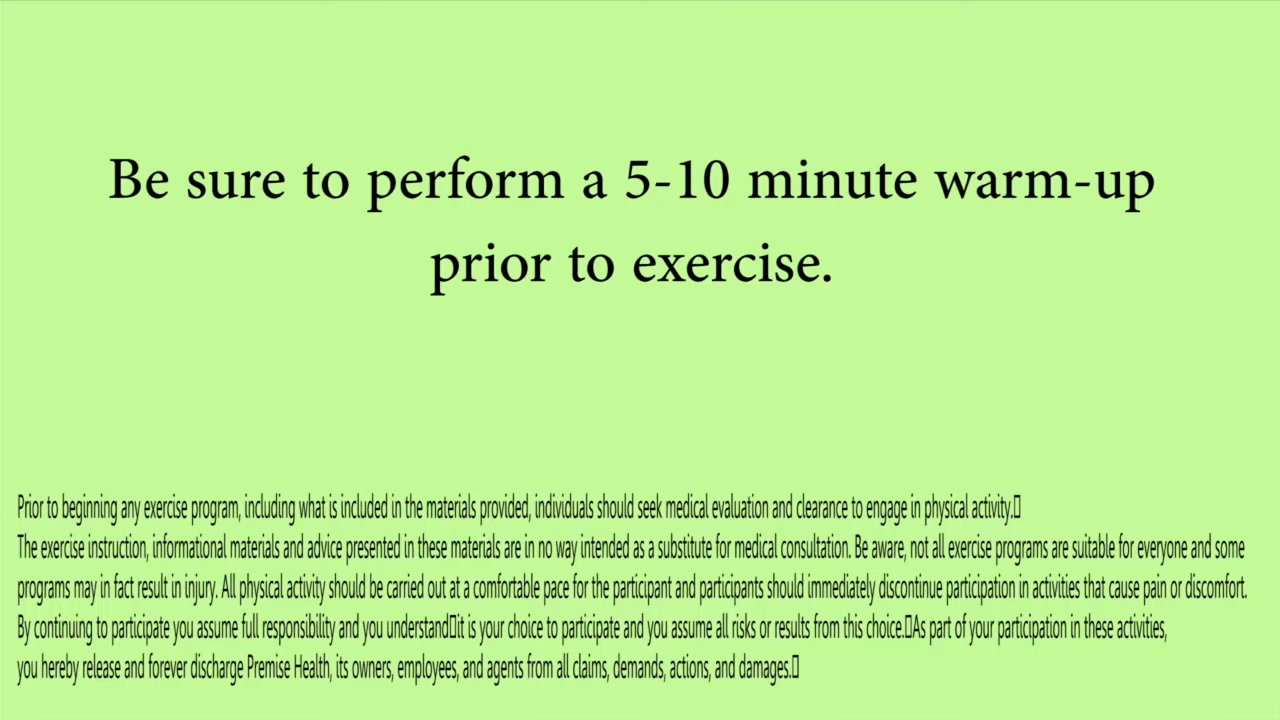 Be sure to perform a 5-10 minute warm-up
prior to exercise.
Prior to beginning any exercise program, including what is included in the materials provided, individuals should seek medical evaluation and clearance to engage in physical activity.▯
The exercise instruction, informational materials and advice presented in these materials are in no way intended as a substitute for medical consultation. Be aware, not all exercise programs are suitable for everyone and some
programs may in fact result in injury. All physical activity should be carried out at a comfortable pace for the participant and participants should immediately discontinue participation in activities that cause pain or discomfort.
By continuing to participate you assume full responsibility and you understand▯it is your choice to participate and you assume all risks or results from this choice.▯As part of your participation in these activities,
you hereby release and forever discharge Premise Health, its owners, employees, and agents from all claims, demands, actions, and damages.▯